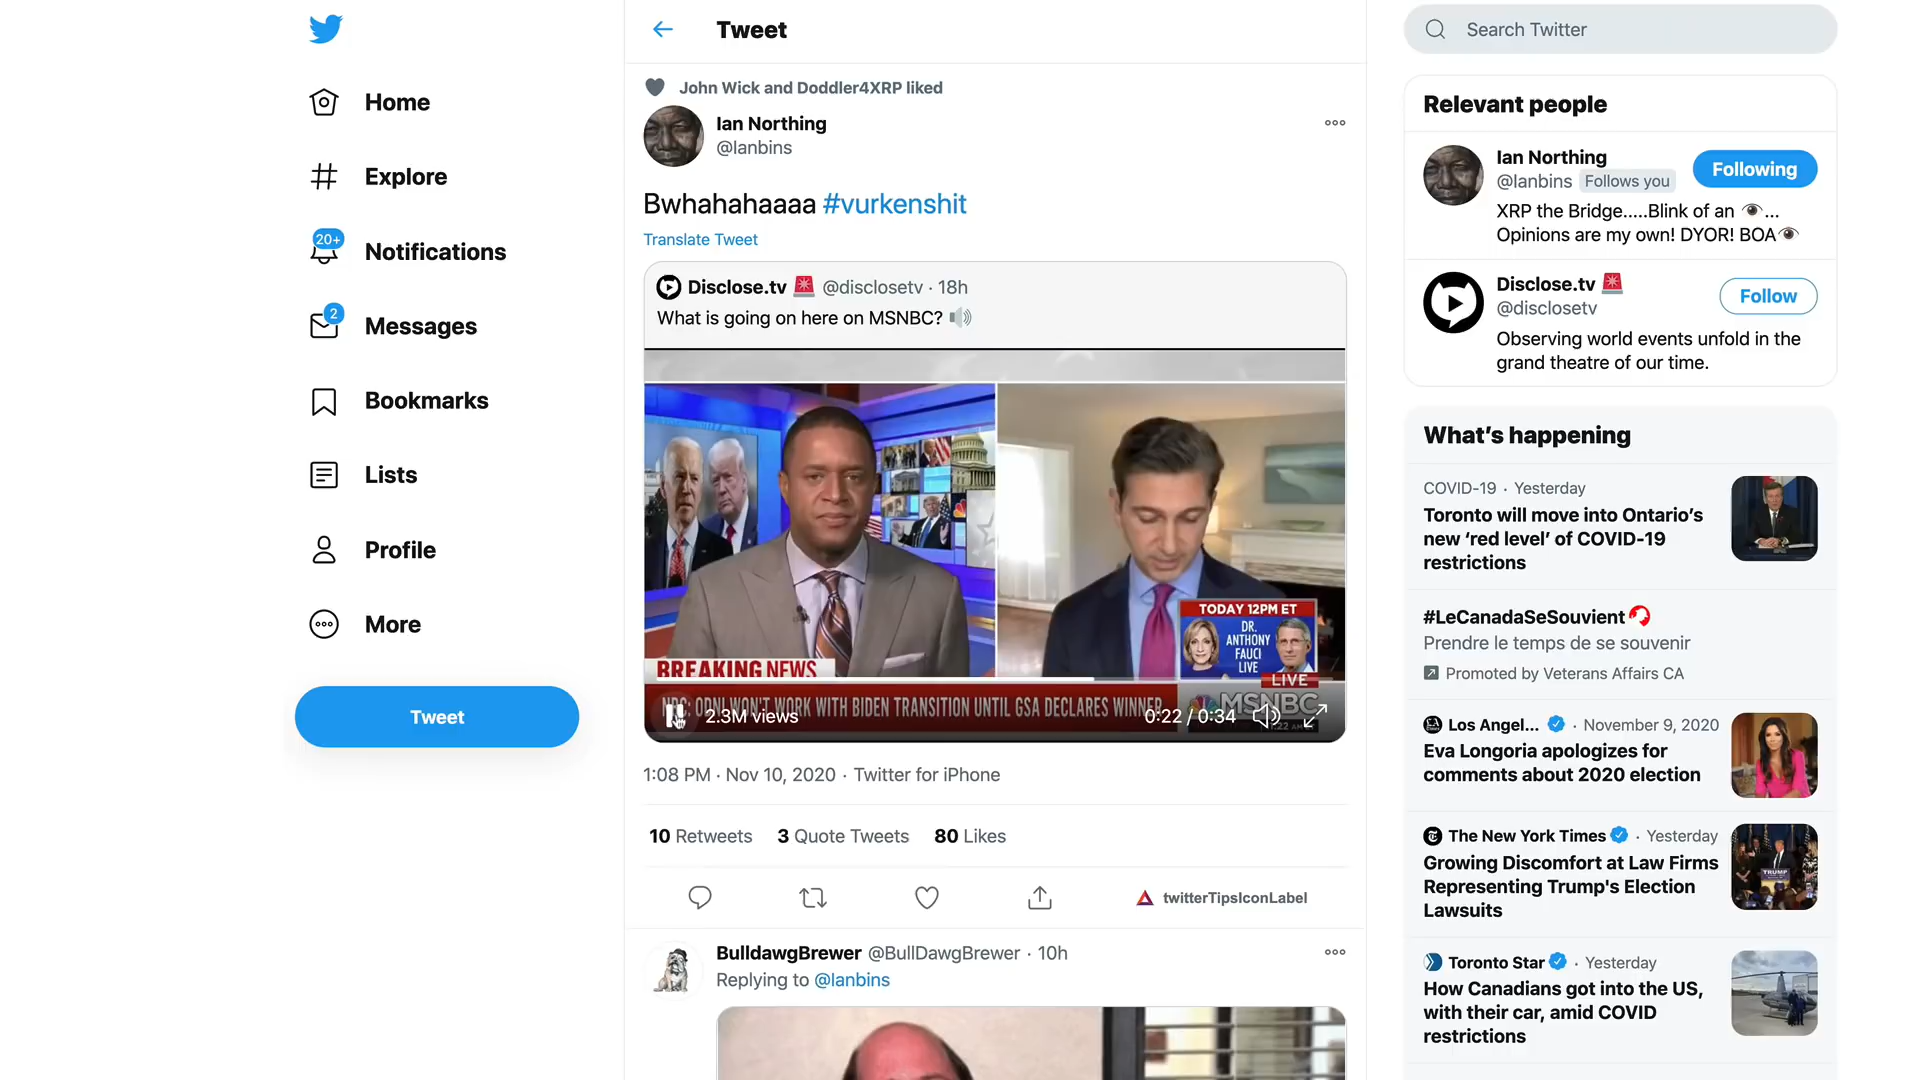 Home
Explore
20+
Notifications
2
Messages
Bookmarks
Lists
Profile
More
Tweet
Tweet
John Wick and Doddler4XRP liked
Ian Northing
@Ianbins
Bwhahahaaaa #vurkenshit
Translate Tweet
Disclose.tv @disclosetv · 18h
What is going on here on MSNBC?
TODAY 12PM ET
DR.
ANTHONY
FAUCI
LIVE
BREAKING NEWS
LIVE
NBC: ODNI WON'T WORK WITH BIDEN TRANSITION UNTIL GSA DECLARES WINNER
MSNBC
2.3M views
0:22 / 0:34
1:08 PM · Nov 10, 2020 · Twitter for iPhone
10 Retweets 3 Quote Tweets 80 Likes
twitterTipsIconLabel
BulldawgBrewer @BullDawgBrewer · 10h
Replying to @Ianbins
Search Twitter
Relevant people
Ian Northing
@Ianbins Follows you
Following
XRP the Bridge.....Blink of an 👁...
Opinions are my own! DYOR! BOA👁
Disclose.tv
@disclosetv
Follow
Observing world events unfold in the
grand theatre of our time.
What's happening
COVID-19 · Yesterday
Toronto will move into Ontario's
new 'red level' of COVID-19
restrictions
#LeCanadaSeSouvient
Prendre le temps de se souvenir
Promoted by Veterans Affairs CA
Los Angel... · November 9, 2020
Eva Longoria apologizes for
comments about 2020 election
The New York Times · Yesterday
Growing Discomfort at Law Firms
Representing Trump's Election
Lawsuits
TRUMP
Toronto Star · Yesterday
How Canadians got into the US,
with their car, amid COVID
restrictions